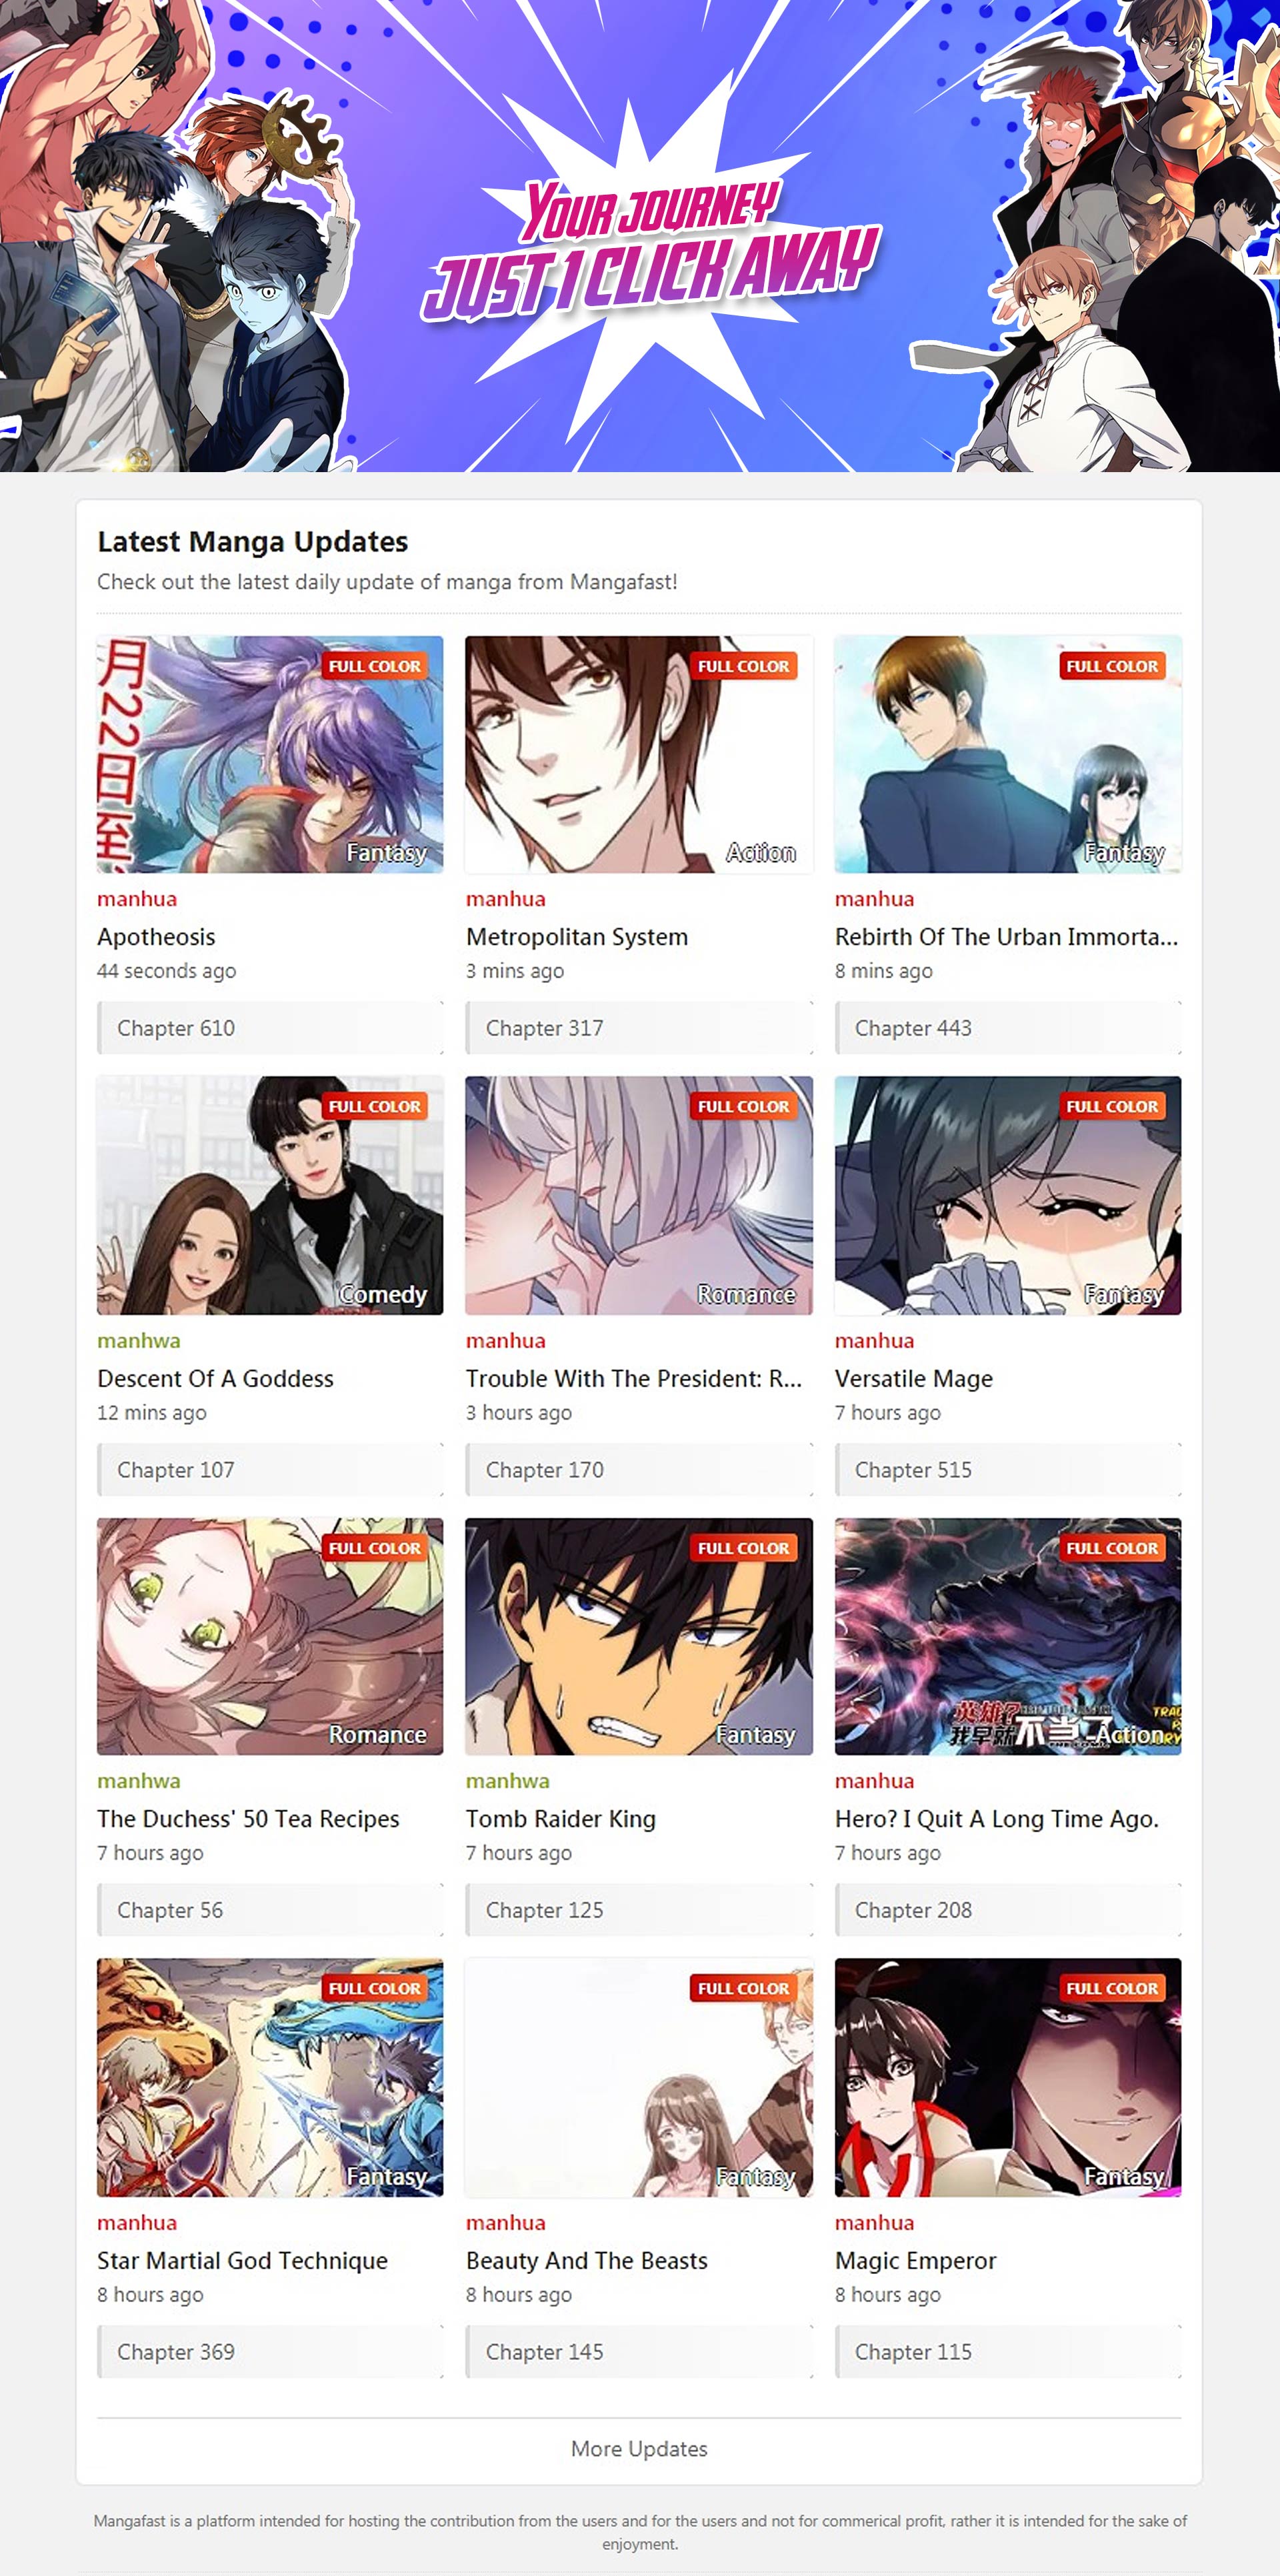 YOUR JOURNEY
JUST 1 CLICK AWAY
Latest Manga Updates
Check out the latest daily update of manga from Mangafast!
月22日至
FULL COLOR
Fantasy
manhua
Apotheosis
44 seconds ago
Chapter 610
FULL COLOR
Action
manhua
Metropolitan System
3 mins ago
Chapter 317
FULL COLOR
Fantasy
manhua
Rebirth Of The Urban Immorta...
8 mins ago
Chapter 443
FULL COLOR
Comedy
manhwa
Descent Of A Goddess
12 mins ago
Chapter 107
FULL COLOR
Romance
manhua
Trouble With The President: R...
3 hours ago
Chapter 170
FULL COLOR
Fantasy
manhua
Versatile Mage
7 hours ago
Chapter 515
FULL COLOR
Romance
manhwa
The Duchess' 50 Tea Recipes
7 hours ago
Chapter 56
FULL COLOR
Fantasy
manhwa
Tomb Raider King
7 hours ago
Chapter 125
FULL COLOR
英雄?
我早就不当了
Action
manhua
Hero? I Quit A Long Time Ago.
7 hours ago
Chapter 208
FULL COLOR
Fantasy
manhua
Star Martial God Technique
8 hours ago
Chapter 369
FULL COLOR
Fantasy
manhua
Beauty And The Beasts
8 hours ago
Chapter 145
FULL COLOR
Fantasy
manhua
Magic Emperor
8 hours ago
Chapter 115
More Updates
Mangafast is a platform intended for hosting the contribution from the users and for the users and not for commerical profit, rather it is intended for the sake of
enjoyment.